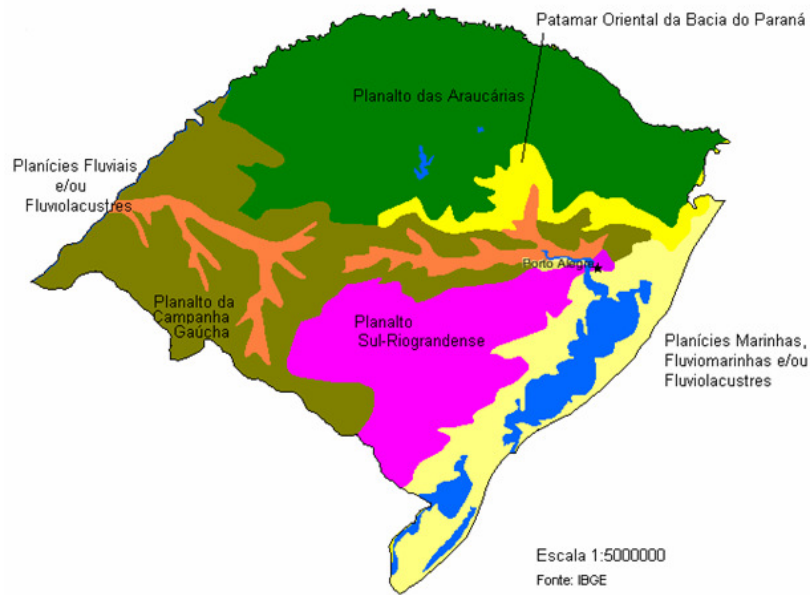 Patamar Oriental da Bacia do Paraná
Planalto das Araucárias
Planícies Fluviais
e/ou
Fluviolacustres
Porto Alegre
Planalto da
Campanha
Gaúcha
Planalto
Sul-Riograndense
Planícies Marinhas,
Fluviomarinhas e/ou
Fluviolacustres
Escala 1:5000000
Fonte: IBGE